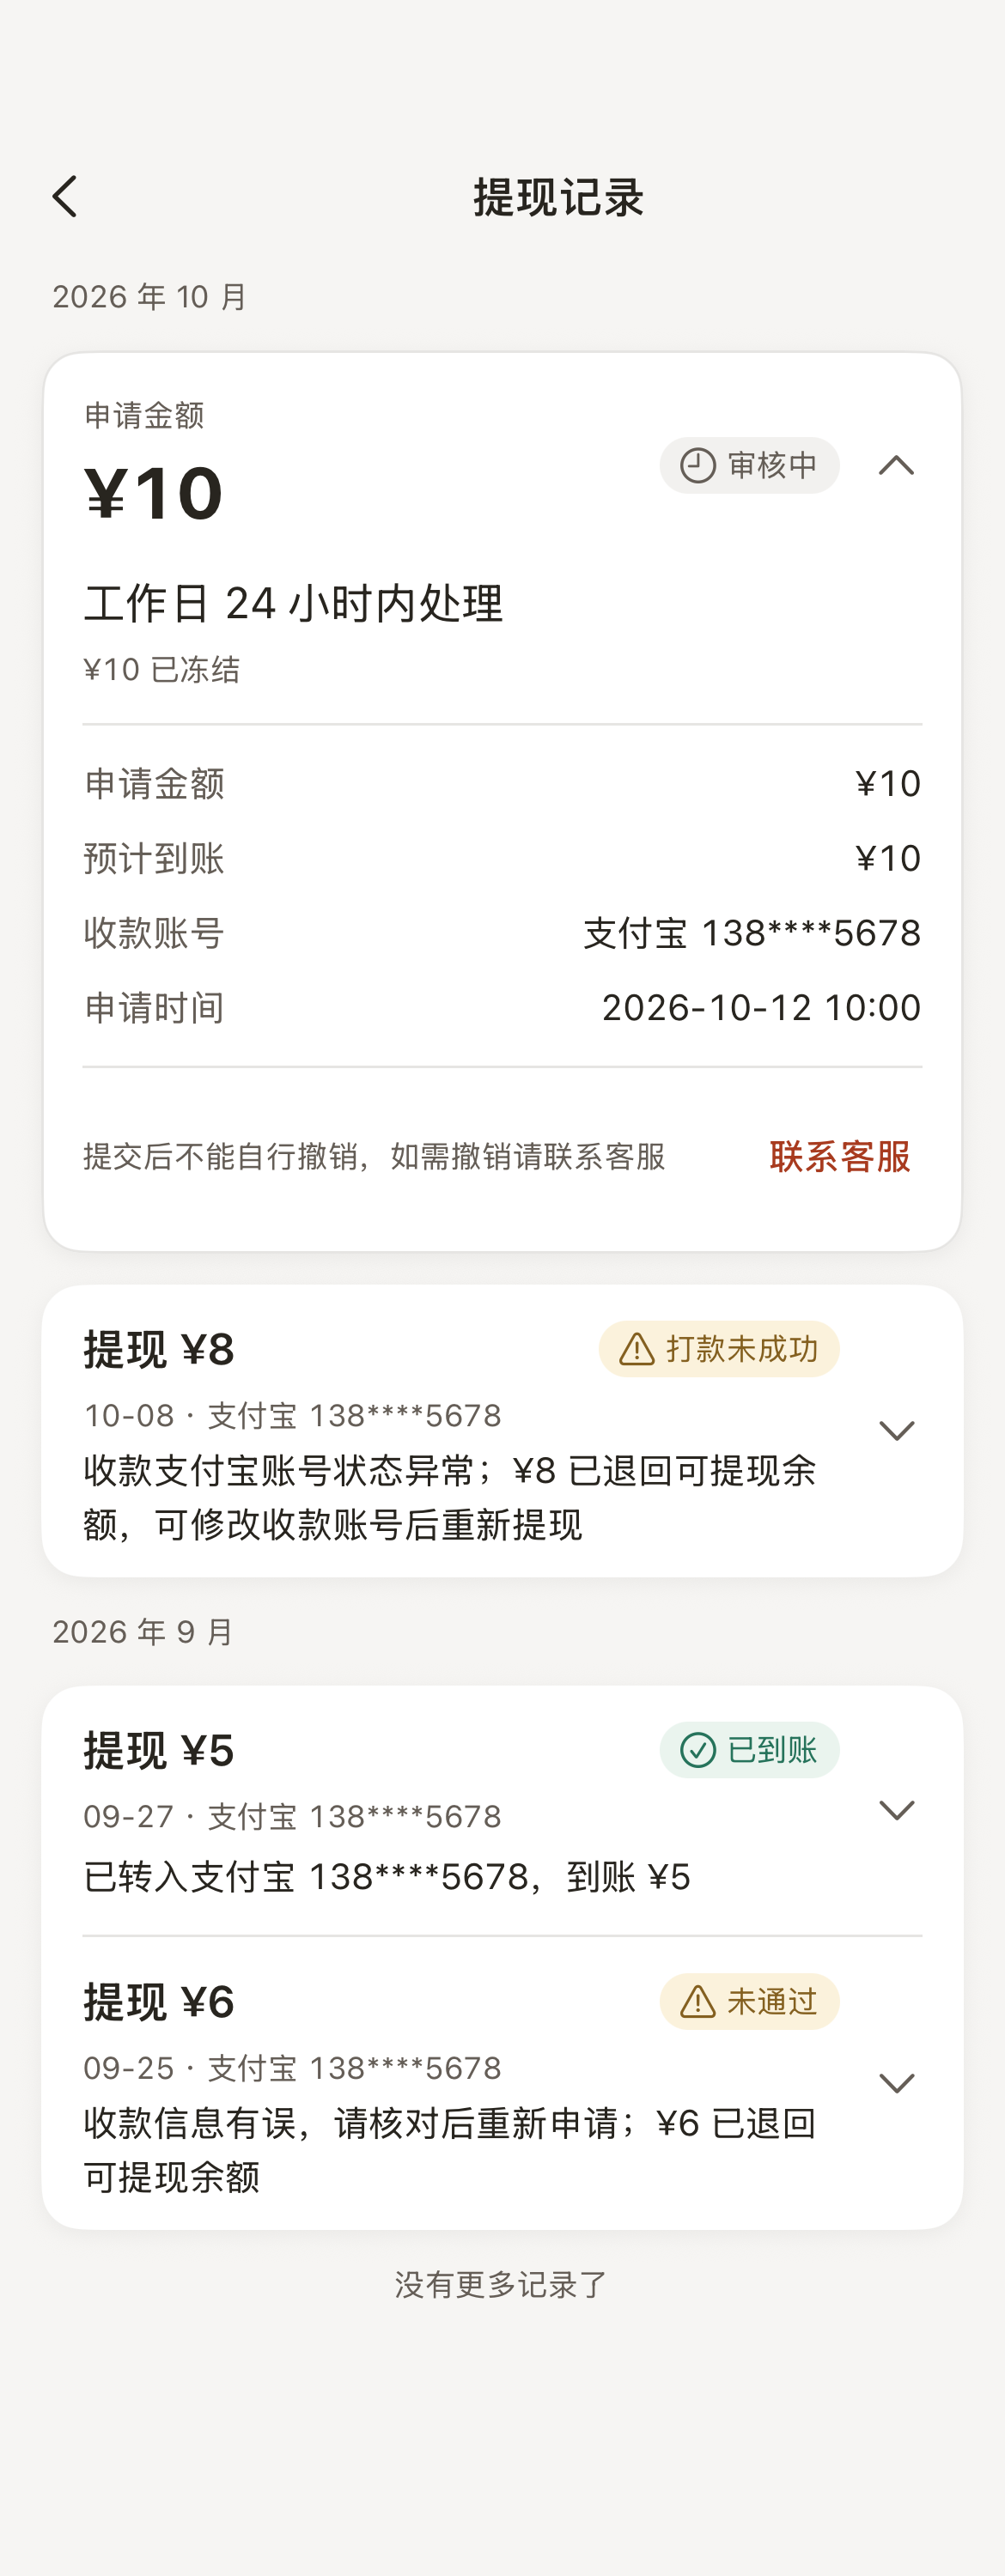 提现记录
2026 年 10 月
申请金额
¥10
审核中
工作日 24 小时内处理
¥10 已冻结
申请金额 ¥10
预计到账 ¥10
收款账号 支付宝 138****5678
申请时间 2026-10-12 10:00
提交后不能自行撤销，如需撤销请联系客服 联系客服
提现 ¥8 打款未成功
10-08 · 支付宝 138****5678
收款支付宝账号状态异常；¥8 已退回可提现余
额，可修改收款账号后重新提现
2026 年 9 月
提现 ¥5 已到账
09-27 · 支付宝 138****5678
已转入支付宝 138****5678，到账 ¥5
提现 ¥6 未通过
09-25 · 支付宝 138****5678
收款信息有误，请核对后重新申请；¥6 已退回
可提现余额
没有更多记录了